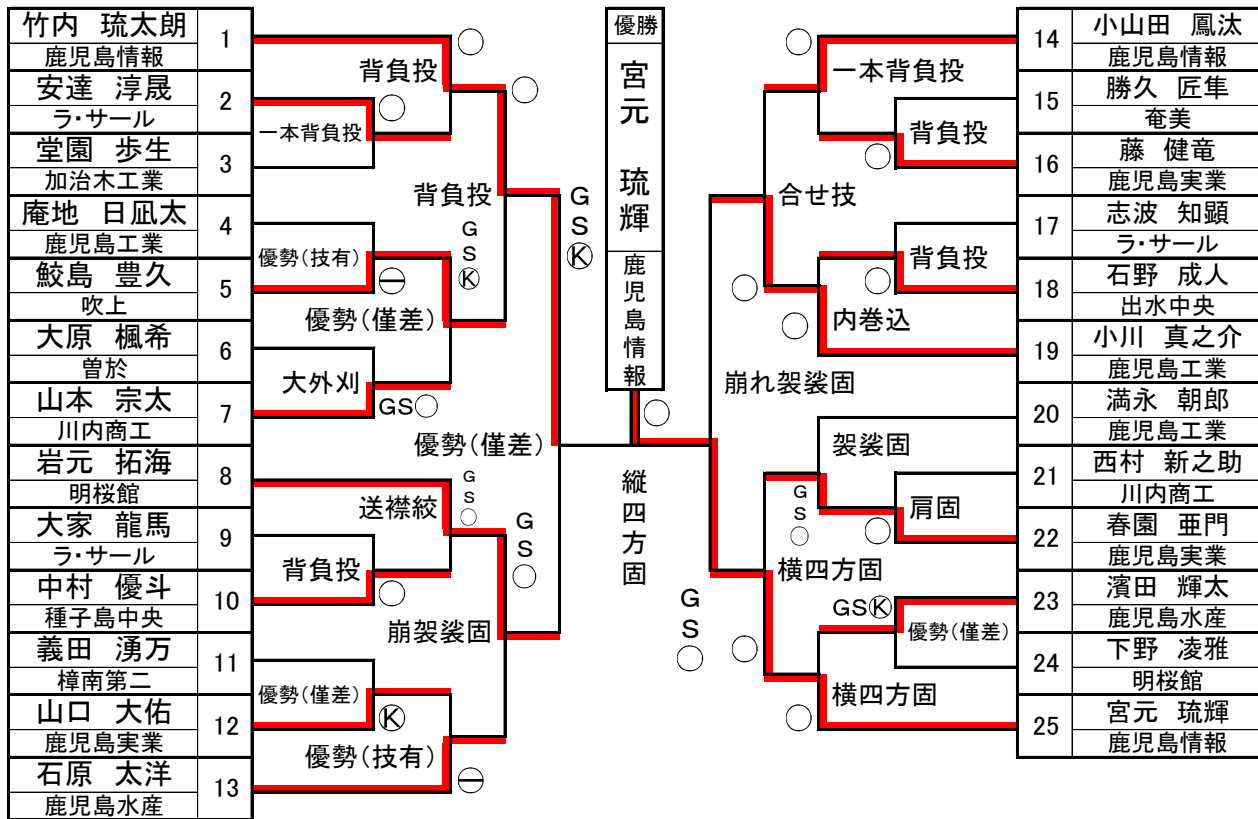 竹内 琉太朗
鹿児島情報
1
安達 淳晟
ラ・サール
2
堂園 歩生
加治木工業
3
庵地 日凪太
鹿児島工業
4
鮫島 豊久
吹上
5
大原 楓希
曽於
6
山本 宗太
川内商工
7
岩元 拓海
明桜館
8
大家 龍馬
ラ・サール
9
中村 優斗
種子島中央
10
義田 湧万
樟南第二
11
山口 大佑
鹿児島実業
12
石原 太洋
鹿児島水産
13
背負投
○
一本背負投
○
背負投
○
優勢(技有)
GSⓀ
優勢(僅差)
大外刈
GS○
優勢(僅差)
GSⓀ
送襟絞
GS○
背負投
○
崩袈裟固
GS○
優勢(僅差)
Ⓚ
優勢(技有)
優勝
宮元 琉輝
鹿児島情報
○
縦四方固
○
一本背負投
背負投
○
合せ技
○
背負投
○
内巻込
○
崩れ袈裟固
GS○
袈裟固
GS○
肩固
○
横四方固
○
GSⓀ
優勢(僅差)
横四方固
○
14
小山田 鳳汰
鹿児島情報
15
勝久 匠隼
奄美
16
藤 健竜
鹿児島実業
17
志波 知顕
ラ・サール
18
石野 成人
出水中央
19
小川 真之介
鹿児島工業
20
満永 朝郎
鹿児島工業
21
西村 新之助
川内商工
22
春園 亜門
鹿児島実業
23
濱田 輝太
鹿児島水産
24
下野 凌雅
明桜館
25
宮元 琉輝
鹿児島情報